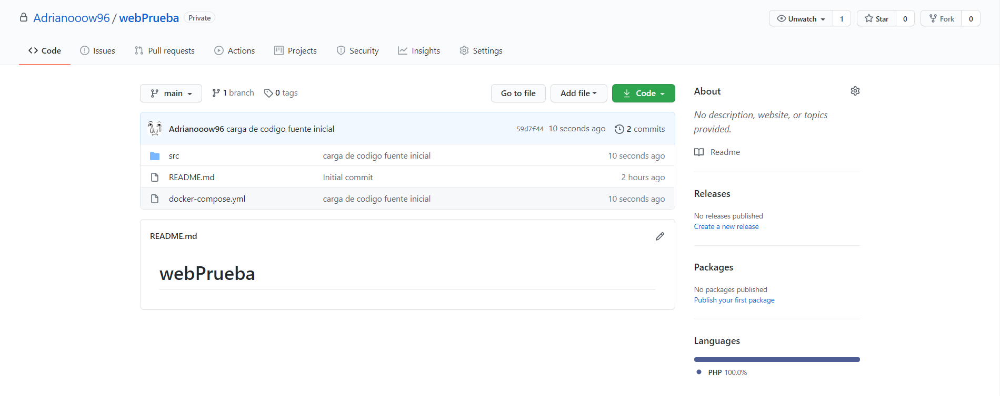 Adrianooow96 / webPrueba Private
Unwatch 1 Star 0 Fork 0
Code Issues Pull requests Actions Projects Security Insights Settings
main 1 branch 0 tags Go to file Add file Code
Adrianooow96 carga de codigo fuente inicial 59d7f44 10 seconds ago 2 commits
src carga de codigo fuente inicial 10 seconds ago
README.md Initial commit 2 hours ago
docker-compose.yml carga de codigo fuente inicial 10 seconds ago
README.md
webPrueba
About
No description, website, or topics
provided.
Readme
Releases
No releases published
Create a new release
Packages
No packages published
Publish your first package
Languages
PHP 100.0%